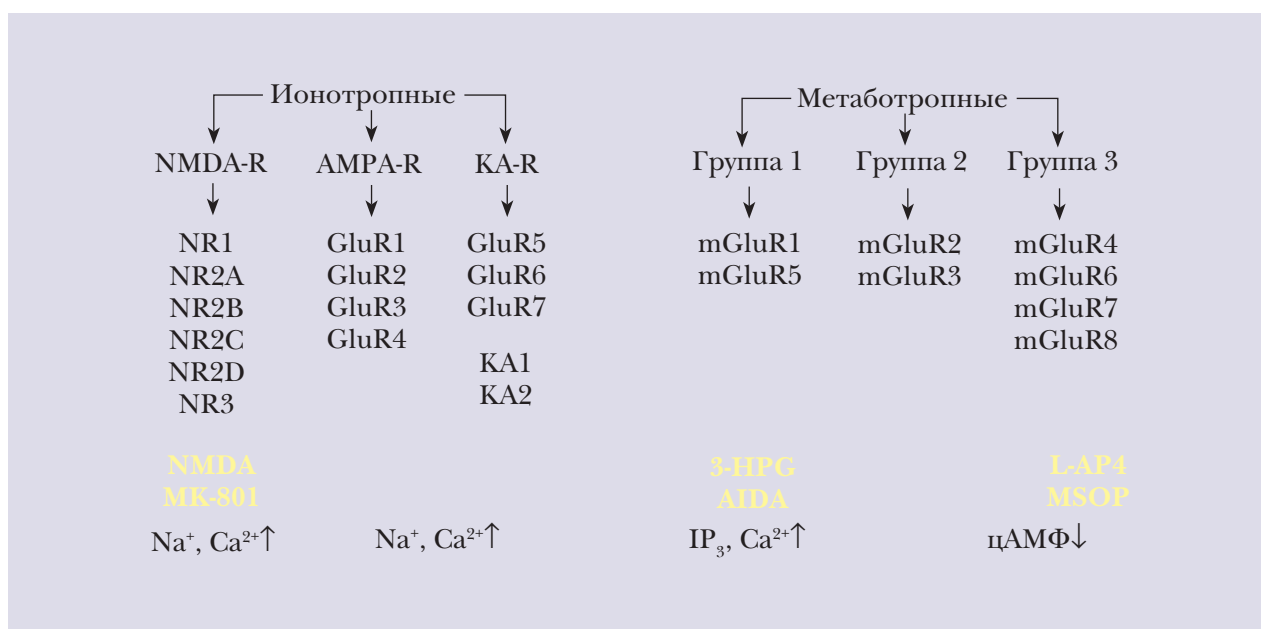 Ионотропные Метаботропные
NMDA-R AMPA-R KA-R Группа 1 Группа 2 Группа 3
NR1 GluR1 GluR5 mGluR1 mGluR2 mGluR4
NR2A GluR2 GluR6 mGluR5 mGluR3 mGluR6
NR2B GluR3 GluR7 mGluR7
NR2C GluR4 mGluR8
KA1
NR2D
KA2
NR3
NMDA 3-HPG L-AP4
MK-801 AIDA MSOP
Na⁺, Ca²⁺↑ Na⁺, Ca²⁺↑ IP₃, Ca²⁺↑ цАМФ↓